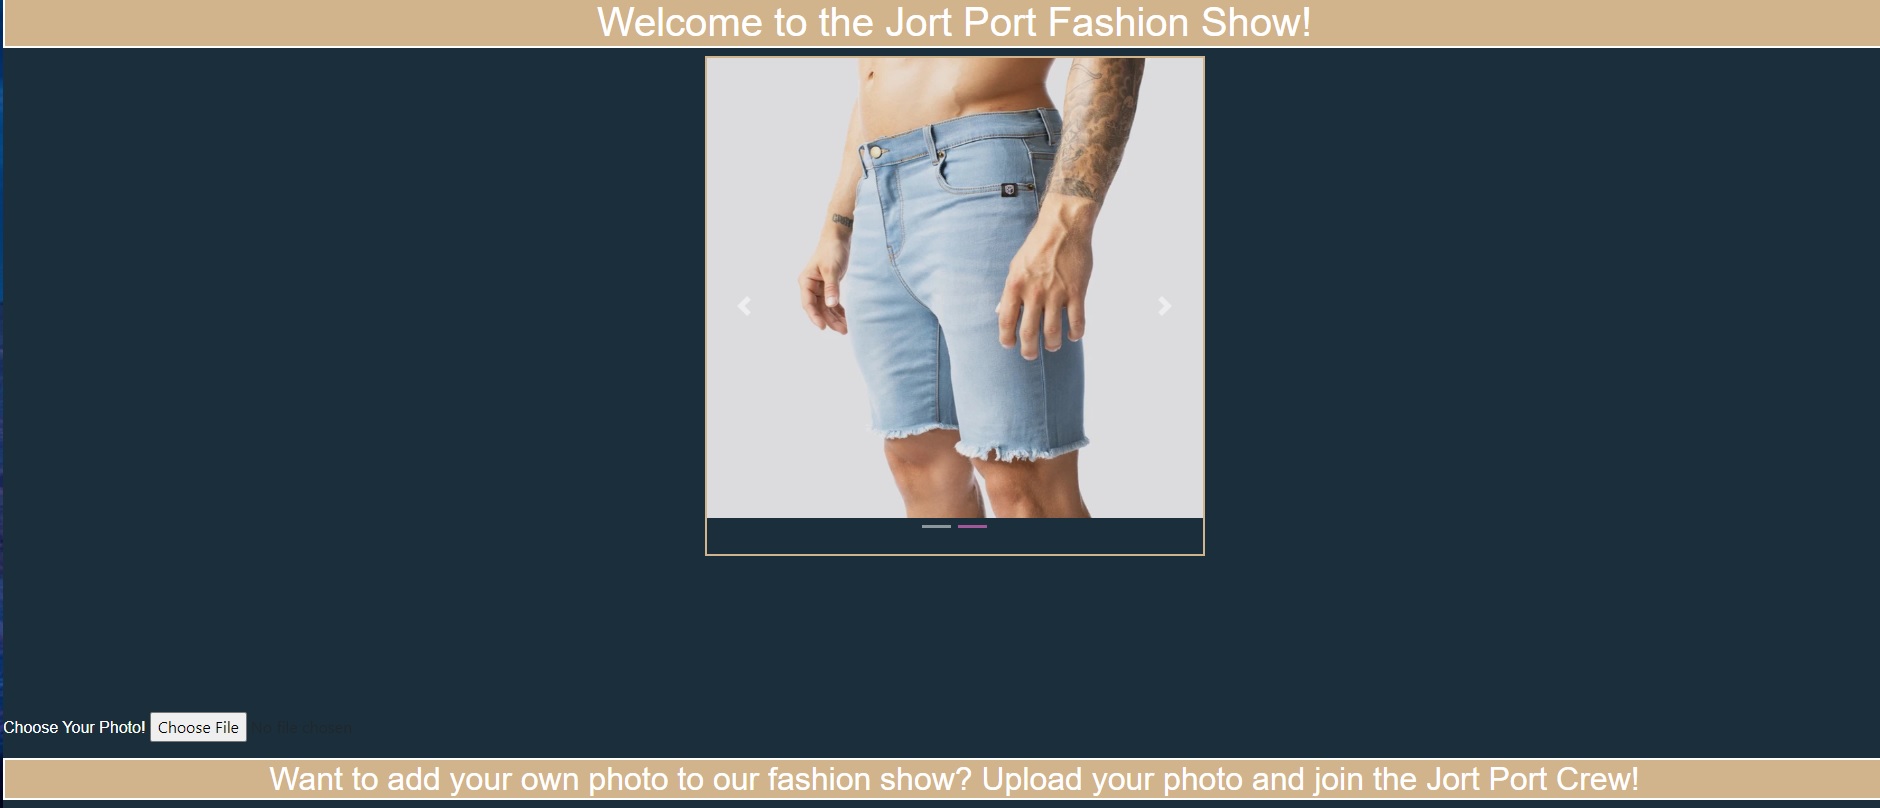 Welcome to the Jort Port Fashion Show!
Choose Your Photo! Choose File No file chosen
Want to add your own photo to our fashion show? Upload your photo and join the Jort Port Crew!